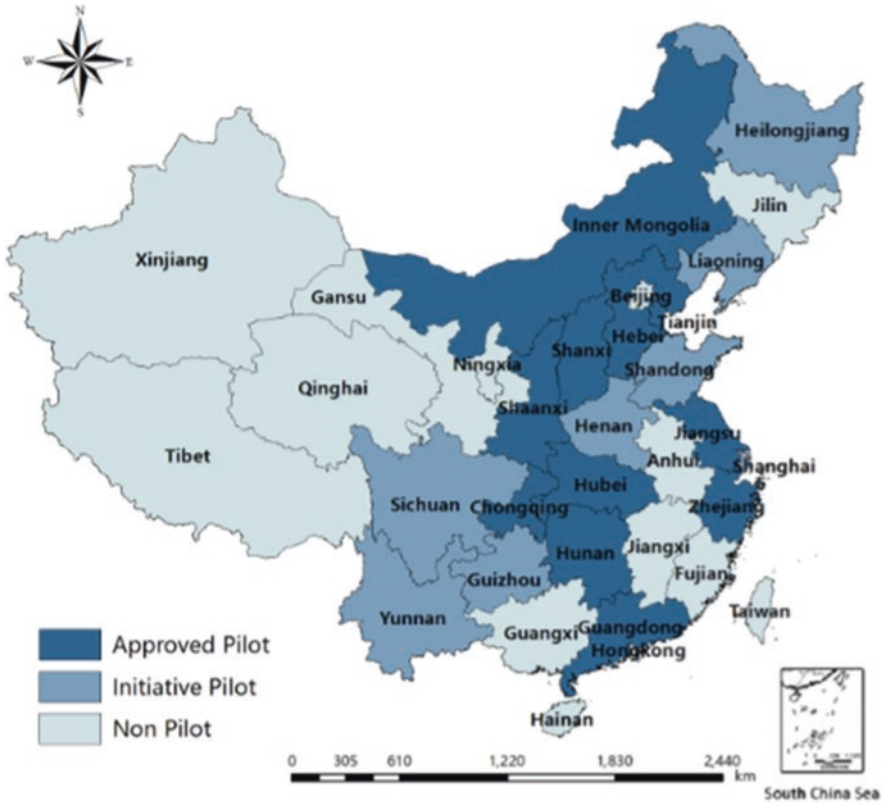 N
W
E
S
Heilongjiang
Jilin
Inner Mongolia
Liaoning
Xinjiang
Gansu
Beijing
Tianjin
Hebei
Shanxi
Ningxia
Shandong
Qinghai
Shaanxi
Henan
Jiangsu
Tibet
Anhui
Shanghai
Hubei
Sichuan
Chongqing
Zhejiang
Hunan
Jiangxi
Fujian
Guizhou
Yunnan
Taiwan
Guangxi
Guangdong
Hongkong
Hainan
Approved Pilot
Initiative Pilot
Non Pilot
0 305 610 1,220 1,830 2,440
km
South China Sea